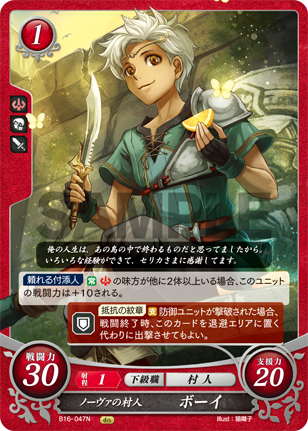 1
SAMPLE
俺の人生は、あの島の中で終わるものだと思ってましたから。
いろいろな経験ができて、セリカさまに感謝してます。
頼れる付添人 常 の味方が他に2体以上いる場合、このユニット
の戦闘力は+10される。
抵抗の紋章 支 防御ユニットが撃破された場合、
戦闘終了時、このカードを退避エリアに置く
代わりに出撃させてもよい。
戦闘力
30
射程 1 下級職 村人
支援力
20
ノーヴァの村人 ボーイ
B16-047N
Illust:猫囃子